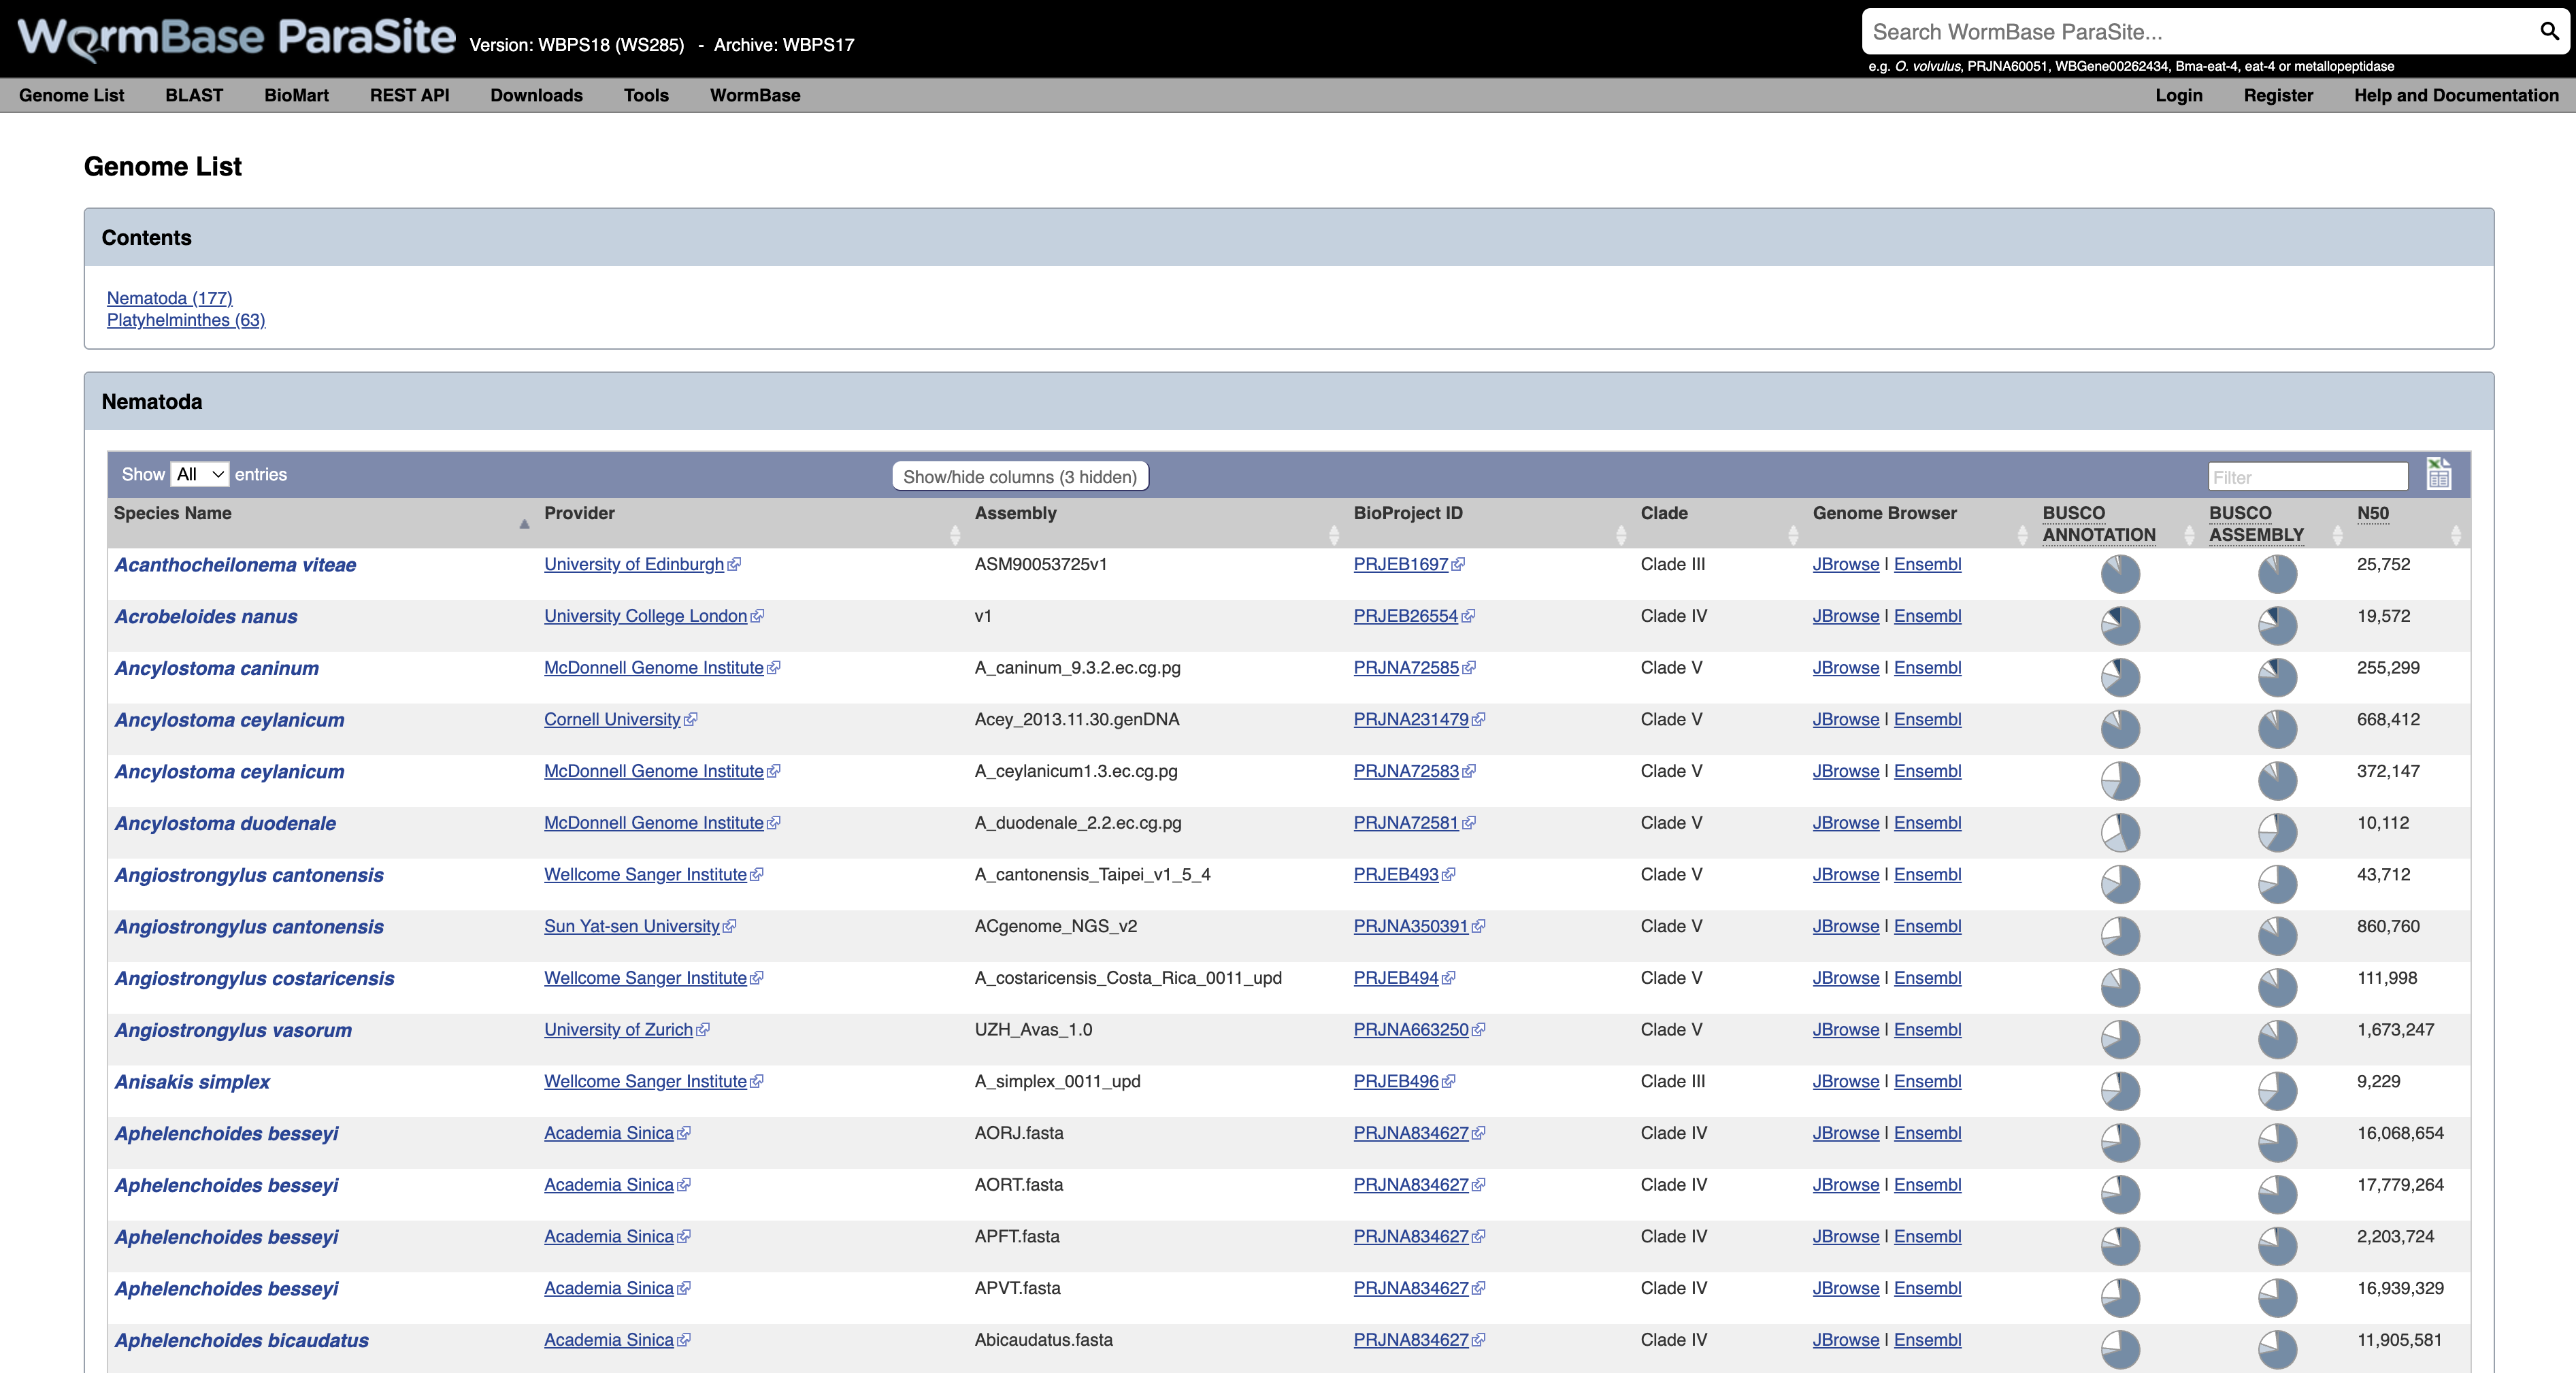 WormBase ParaSite Version: WBPS18 (WS285) - Archive: WBPS17
Search WormBase ParaSite...
e.g. O. volvulus, PRJNA60051, WBGene00262434, Bma-eat-4, eat-4 or metallopeptidase
Genome List BLAST BioMart REST API Downloads Tools WormBase Login Register Help and Documentation
Genome List
Contents
Nematoda (177)
Platyhelminthes (63)
Nematoda
Show All entries Show/hide columns (3 hidden) Filter
Species Name Provider Assembly BioProject ID Clade Genome Browser BUSCO ANNOTATION BUSCO ASSEMBLY N50
Acanthocheilonema viteae University of Edinburgh ASM90053725v1 PRJEB1697 Clade III JBrowse | Ensembl 25,752
Acrobeloides nanus University College London v1 PRJEB26554 Clade IV JBrowse | Ensembl 19,572
Ancylostoma caninum McDonnell Genome Institute A_caninum_9.3.2.ec.cg.pg PRJNA72585 Clade V JBrowse | Ensembl 255,299
Ancylostoma ceylanicum Cornell University Acey_2013.11.30.genDNA PRJNA231479 Clade V JBrowse | Ensembl 668,412
Ancylostoma ceylanicum McDonnell Genome Institute A_ceylanicum1.3.ec.cg.pg PRJNA72583 Clade V JBrowse | Ensembl 372,147
Ancylostoma duodenale McDonnell Genome Institute A_duodenale_2.2.ec.cg.pg PRJNA72581 Clade V JBrowse | Ensembl 10,112
Angiostrongylus cantonensis Wellcome Sanger Institute A_cantonensis_Taipei_v1_5_4 PRJEB493 Clade V JBrowse | Ensembl 43,712
Angiostrongylus cantonensis Sun Yat-sen University ACgenome_NGS_v2 PRJNA350391 Clade V JBrowse | Ensembl 860,760
Angiostrongylus costaricensis Wellcome Sanger Institute A_costaricensis_Costa_Rica_0011_upd PRJEB494 Clade V JBrowse | Ensembl 111,998
Angiostrongylus vasorum University of Zurich UZH_Avas_1.0 PRJNA663250 Clade V JBrowse | Ensembl 1,673,247
Anisakis simplex Wellcome Sanger Institute A_simplex_0011_upd PRJEB496 Clade III JBrowse | Ensembl 9,229
Aphelenchoides besseyi Academia Sinica AORJ.fasta PRJNA834627 Clade IV JBrowse | Ensembl 16,068,654
Aphelenchoides besseyi Academia Sinica AORT.fasta PRJNA834627 Clade IV JBrowse | Ensembl 17,779,264
Aphelenchoides besseyi Academia Sinica APFT.fasta PRJNA834627 Clade IV JBrowse | Ensembl 2,203,724
Aphelenchoides besseyi Academia Sinica APVT.fasta PRJNA834627 Clade IV JBrowse | Ensembl 16,939,329
Aphelenchoides bicaudatus Academia Sinica Abicaudatus.fasta PRJNA834627 Clade IV JBrowse | Ensembl 11,905,581